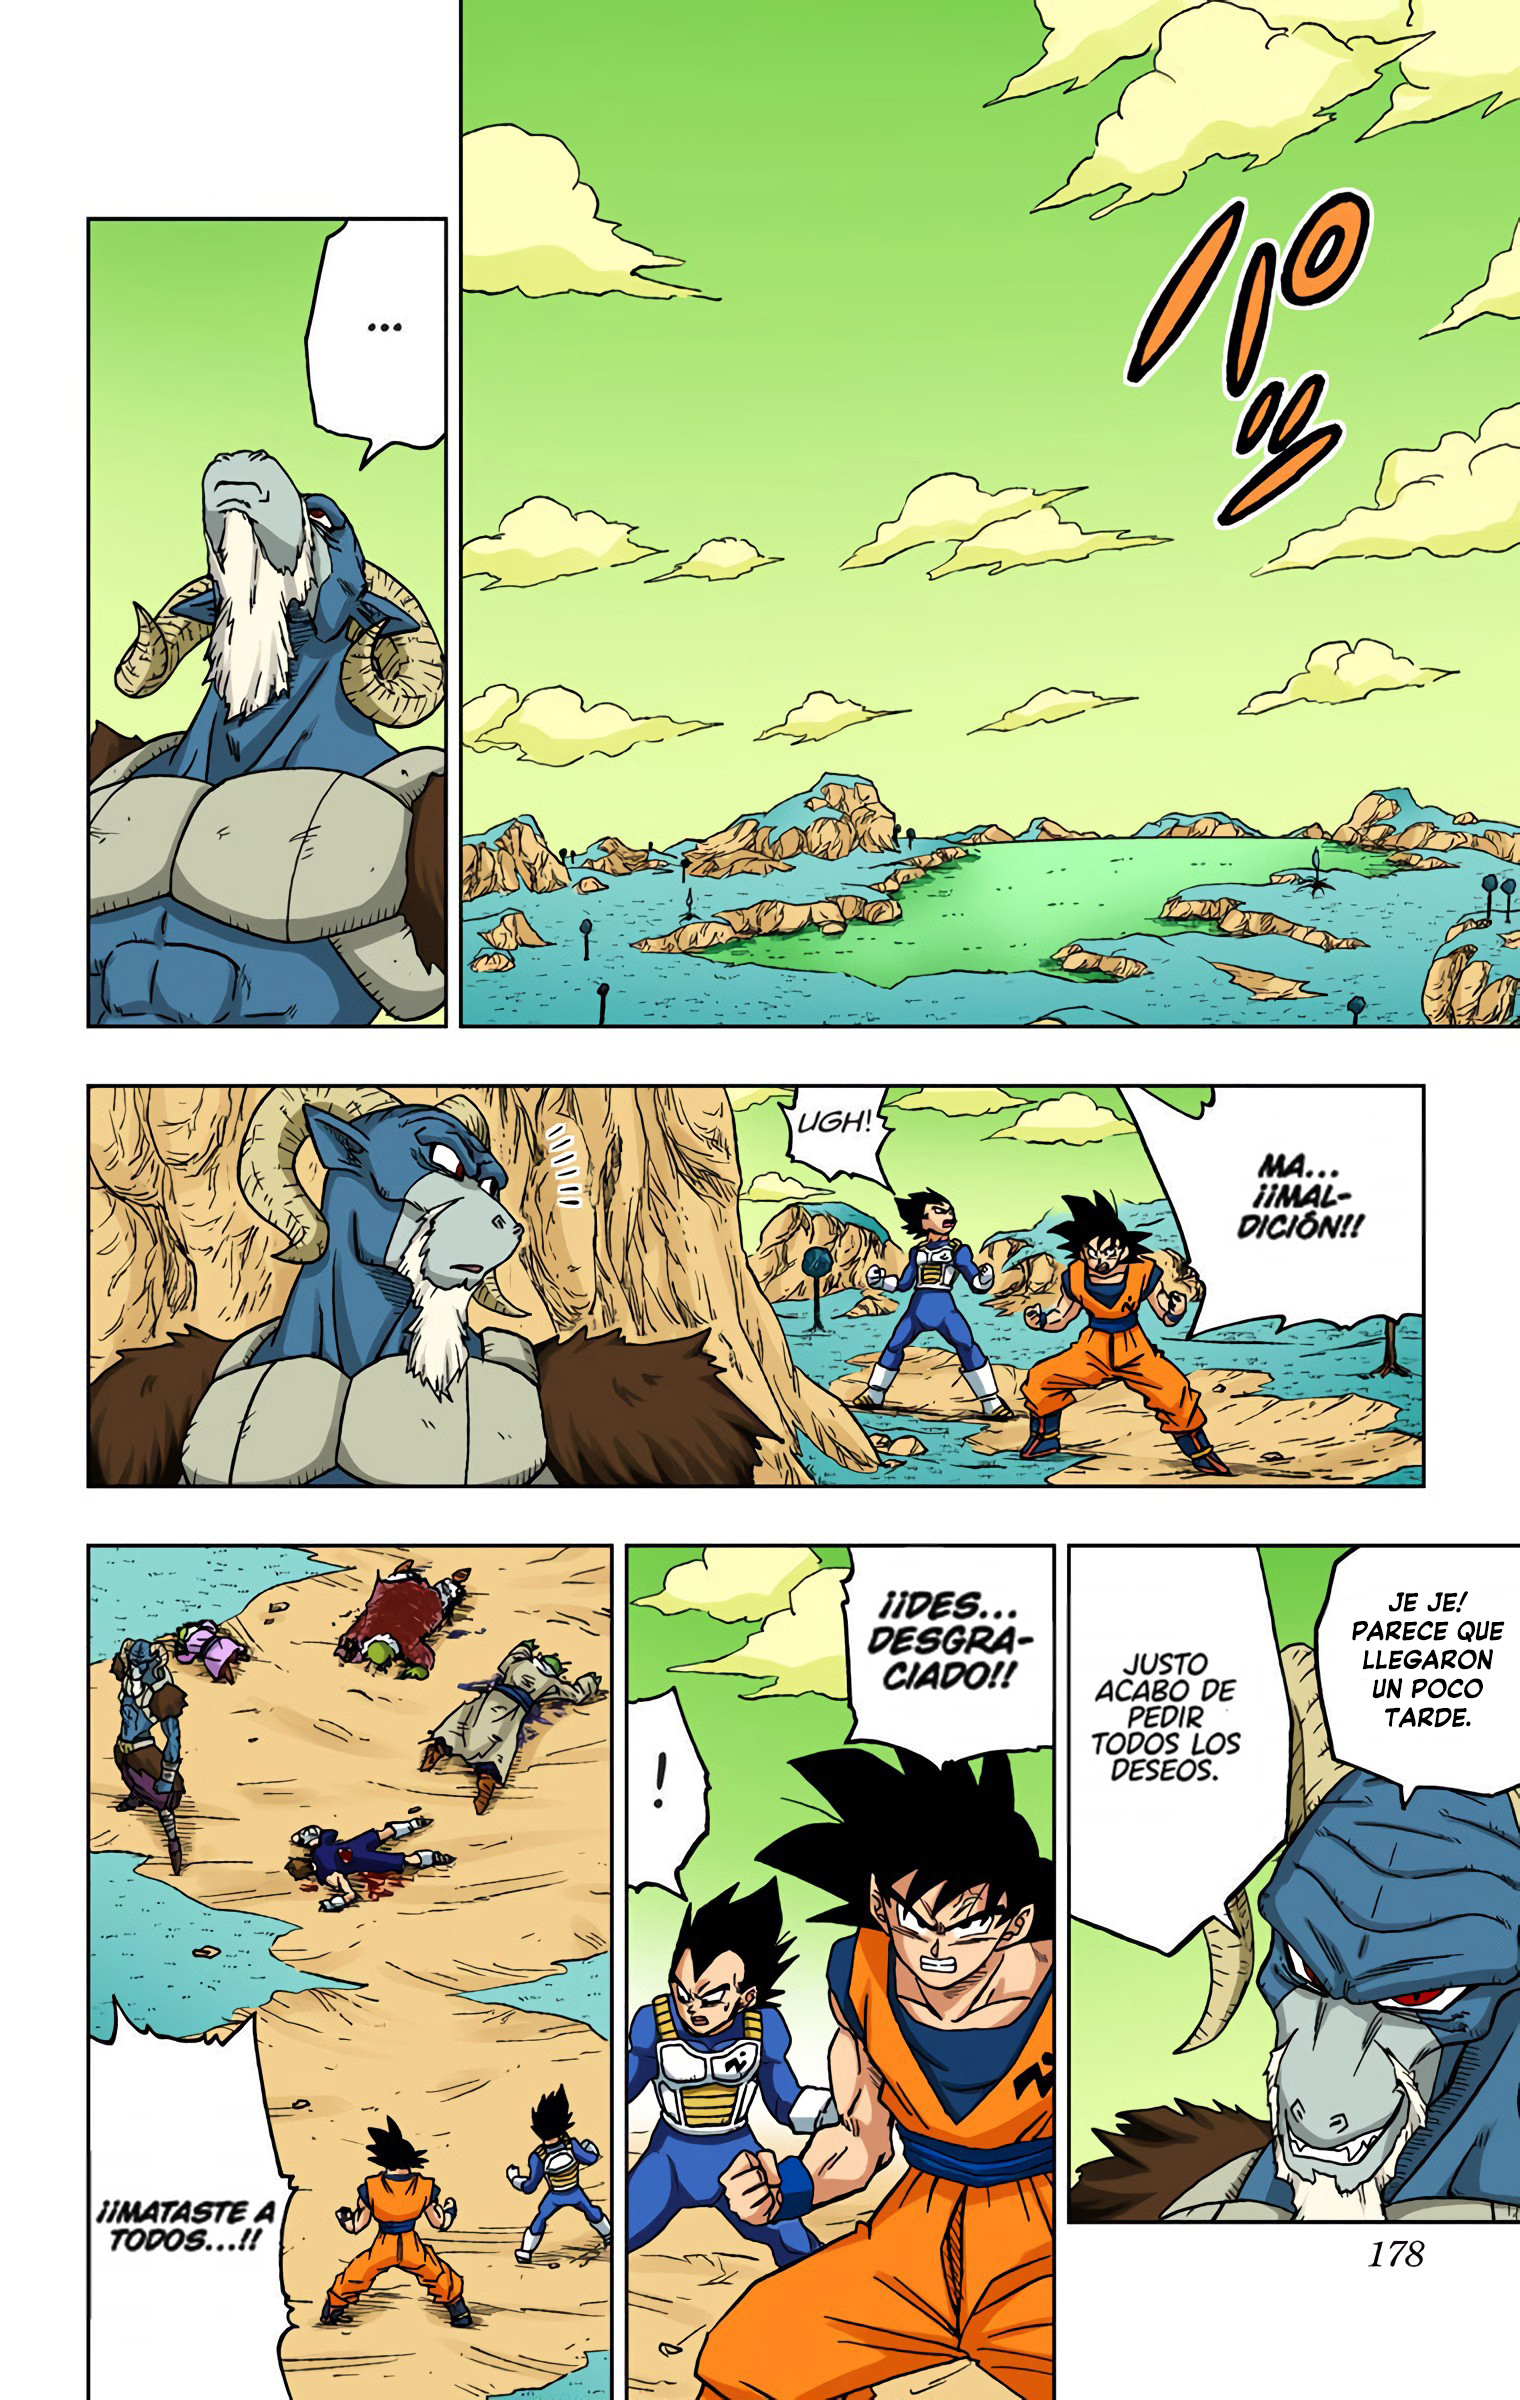 パッ
...
MA...
¡¡MAL-
DICIÓN!!
UGH!
JE JE!
PARECE QUE
LLEGARON
UN POCO
TARDE.
JUSTO
ACABO DE
PEDIR
TODOS LOS
DESEOS.
¡¡DES...
DESGRA-
CIADO!!
!
¡¡MATASTE A
TODOS...!!
178